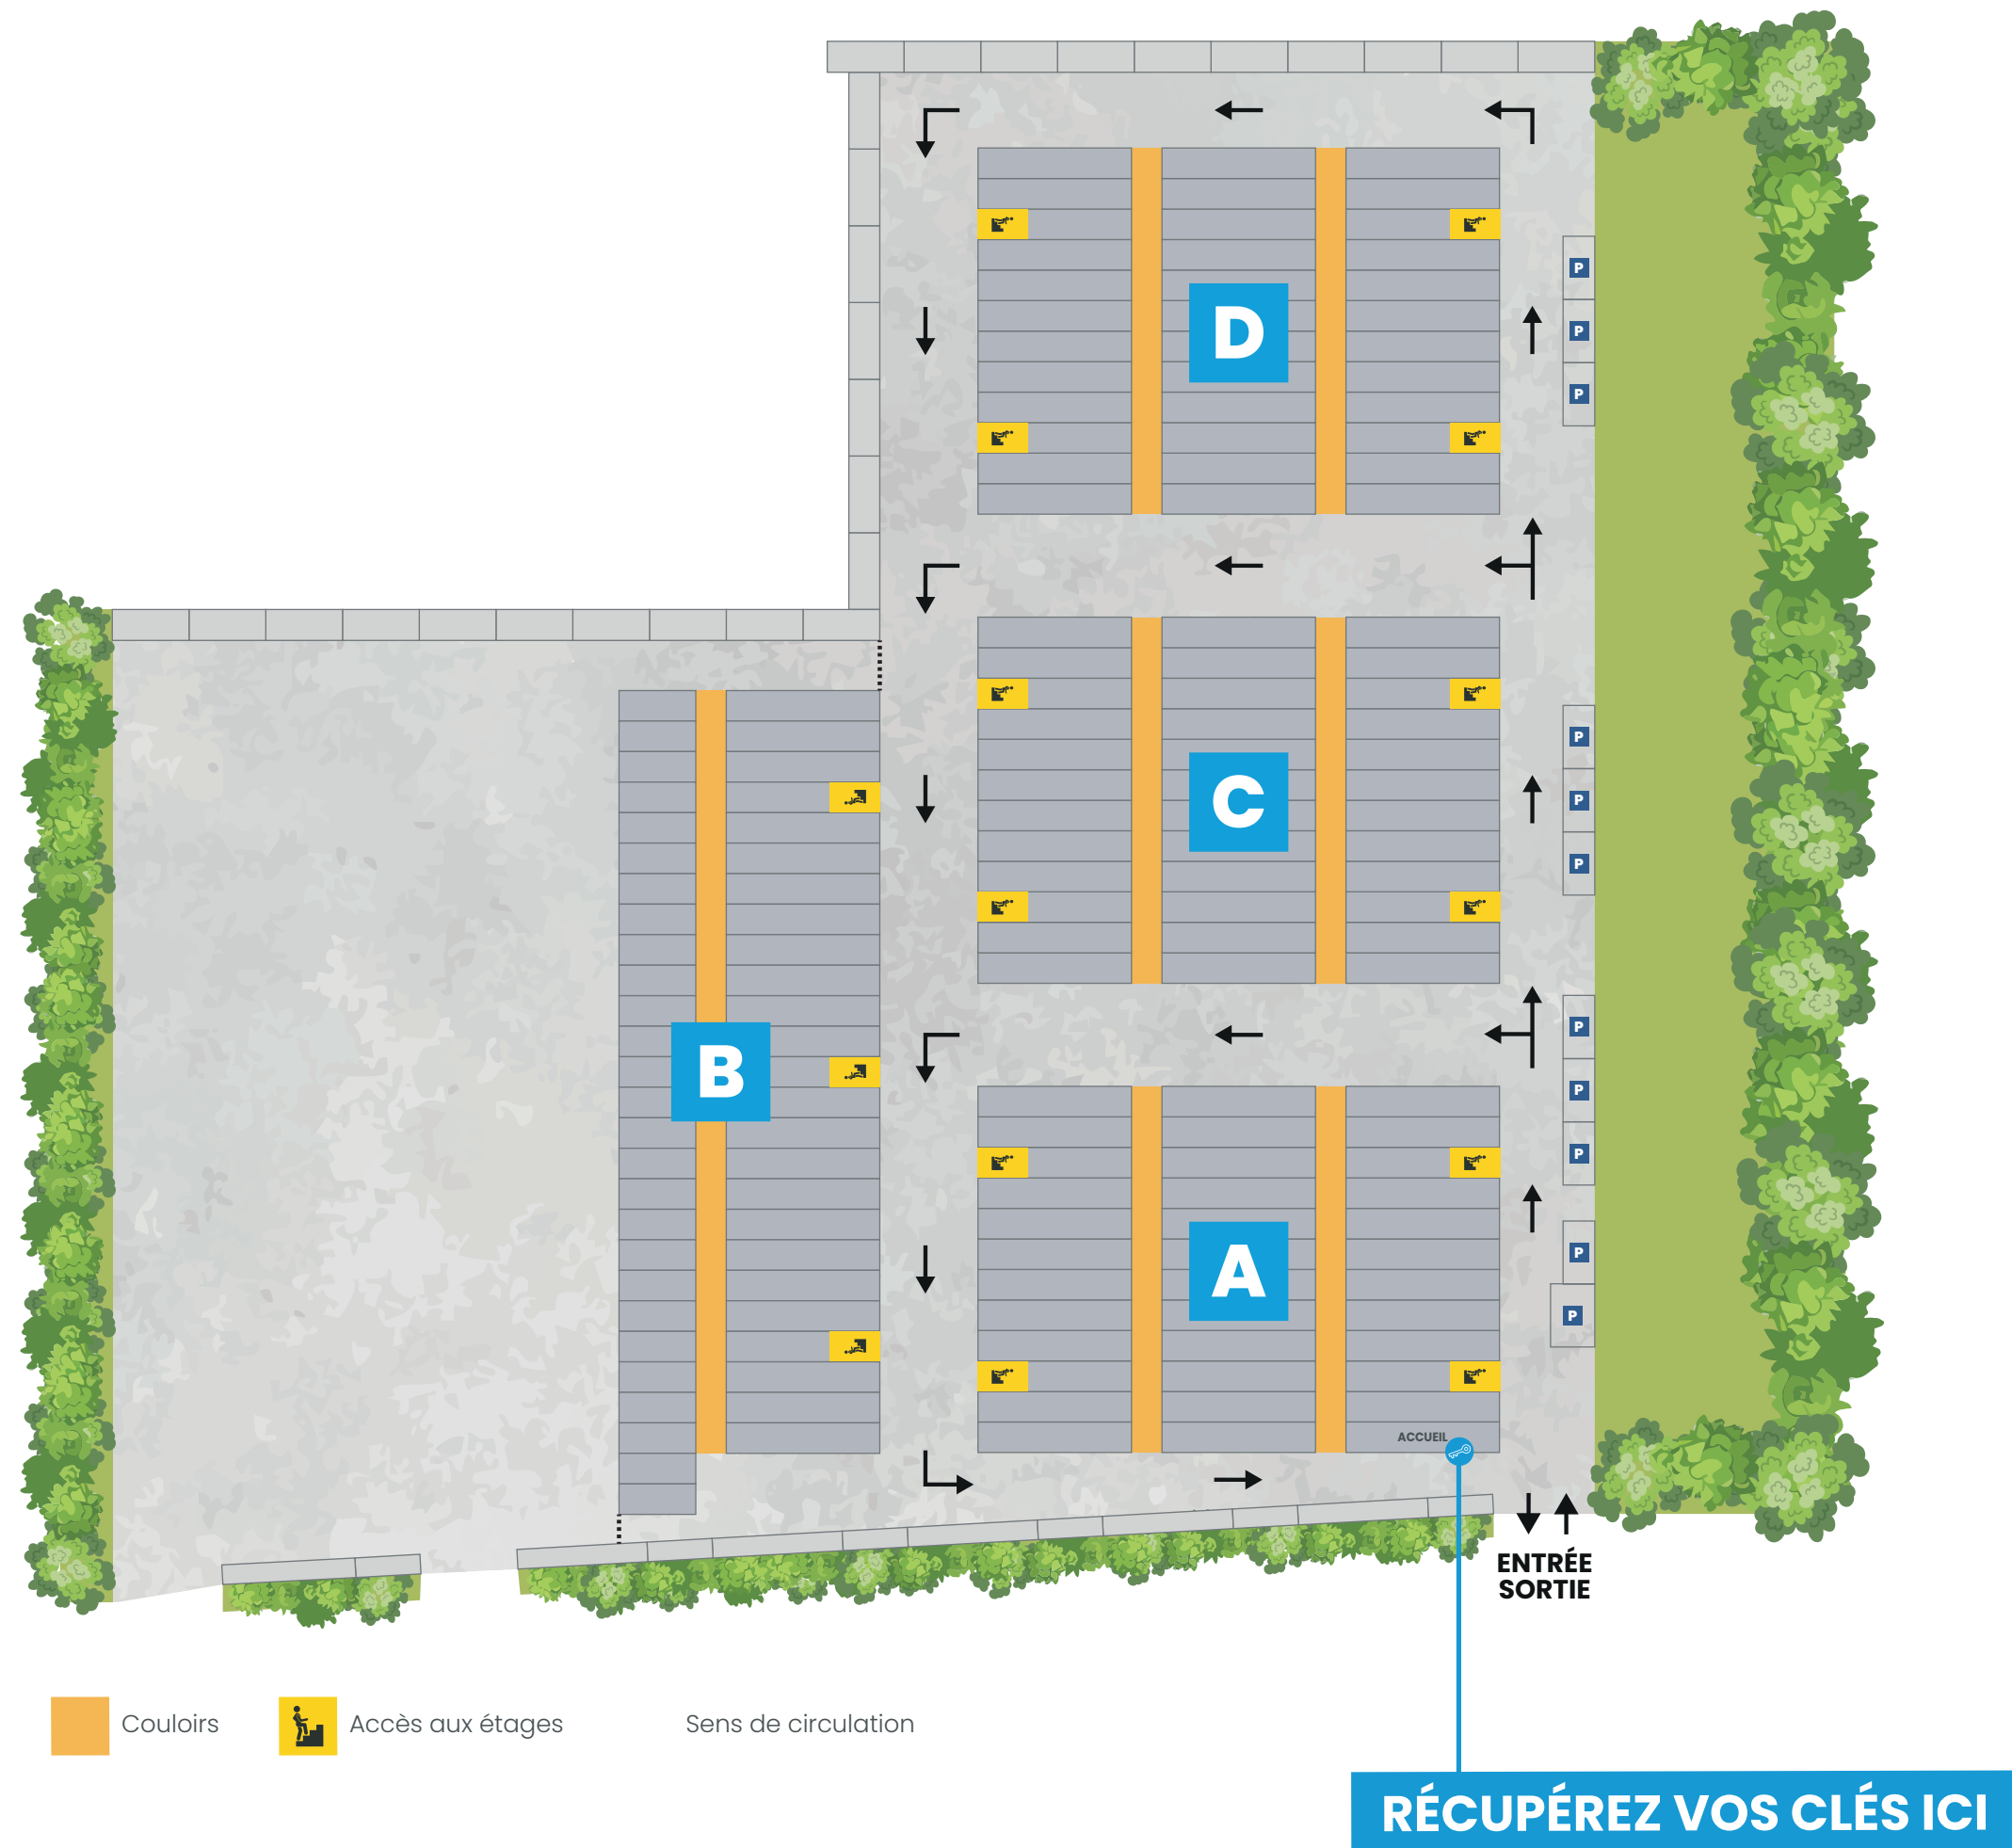 D
P
P
P
C
P
P
P
B
P
P
P
A
P
P
ACCUEIL
ENTRÉE
SORTIE
Couloirs
Accès aux étages
Sens de circulation
RÉCUPÉREZ VOS CLÉS ICI